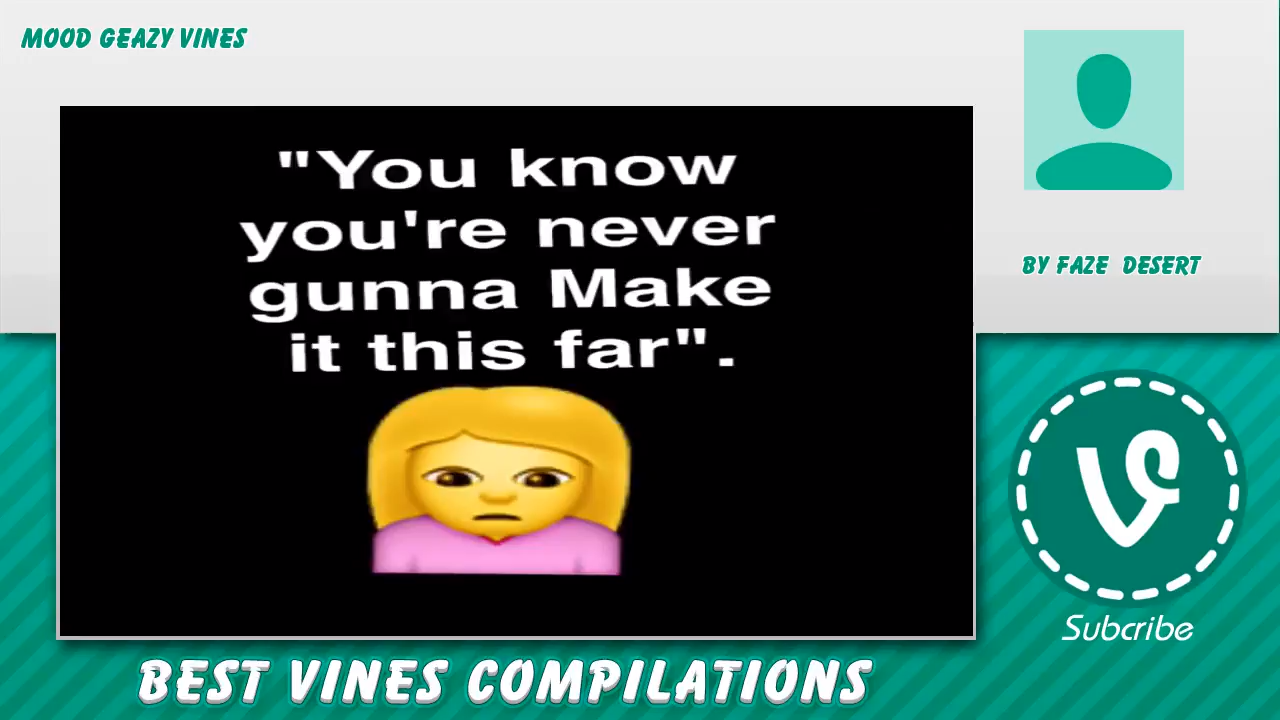 MOOD GEAZY VINES
"You know
you're never
gunna Make
it this far".
BY FAZE DESERT
Subcribe
BEST VINES COMPILATIONS